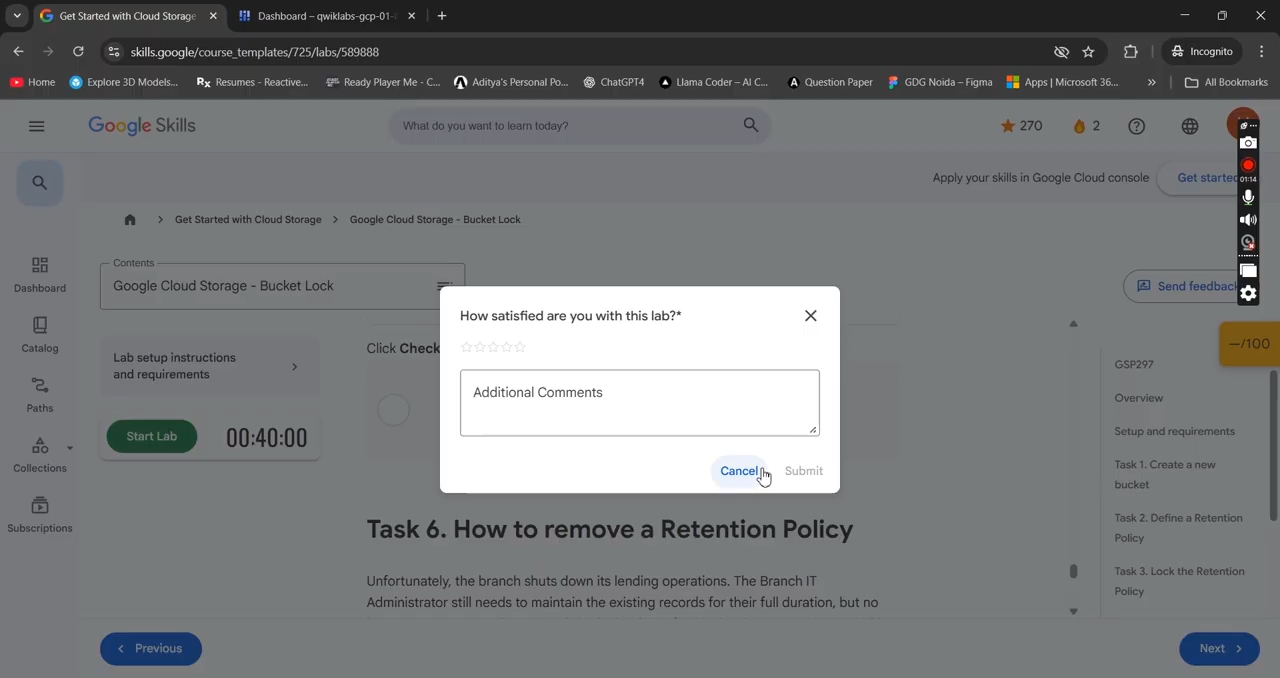 Get Started with Cloud Storage
Dashboard – qwiklabs-gcp-01-
skills.google/course_templates/725/labs/589888
Incognito
Home
Explore 3D Models...
Resumes - Reactive...
Ready Player Me - C...
Aditya's Personal Po...
ChatGPT4
Llama Coder – AI C...
Question Paper
GDG Noida – Figma
Apps | Microsoft 36...
»
All Bookmarks
Google Skills
What do you want to learn today?
270
2
Apply your skills in Google Cloud console
Get started
01:14
Get Started with Cloud Storage
Google Cloud Storage - Bucket Lock
Contents
Google Cloud Storage - Bucket Lock
Send feedback
Dashboard
Catalog
Paths
Collections
Subscriptions
Lab setup instructions
and requirements
Start Lab
00:40:00
Click Check
How satisfied are you with this lab?*
Additional Comments
Cancel
Submit
—/100
Task 6. How to remove a Retention Policy
Unfortunately, the branch shuts down its lending operations. The Branch IT
Administrator still needs to maintain the existing records for their full duration, but no
GSP297
Overview
Setup and requirements
Task 1. Create a new
bucket
Task 2. Define a Retention
Policy
Task 3. Lock the Retention
Policy
Previous
Next